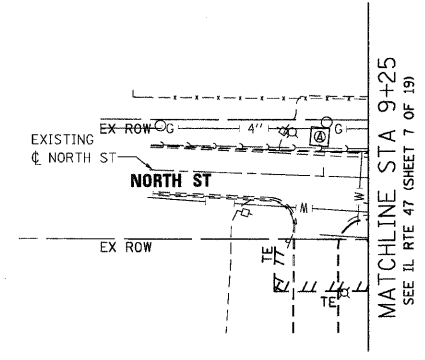 EX ROW
G
4"
A
G
EXISTING
℄ NORTH ST
NORTH ST
W
W
EX ROW
TE
TE
MATCHLINE STA 9+25
SEE IL RTE 47 (SHEET 7 OF 19)